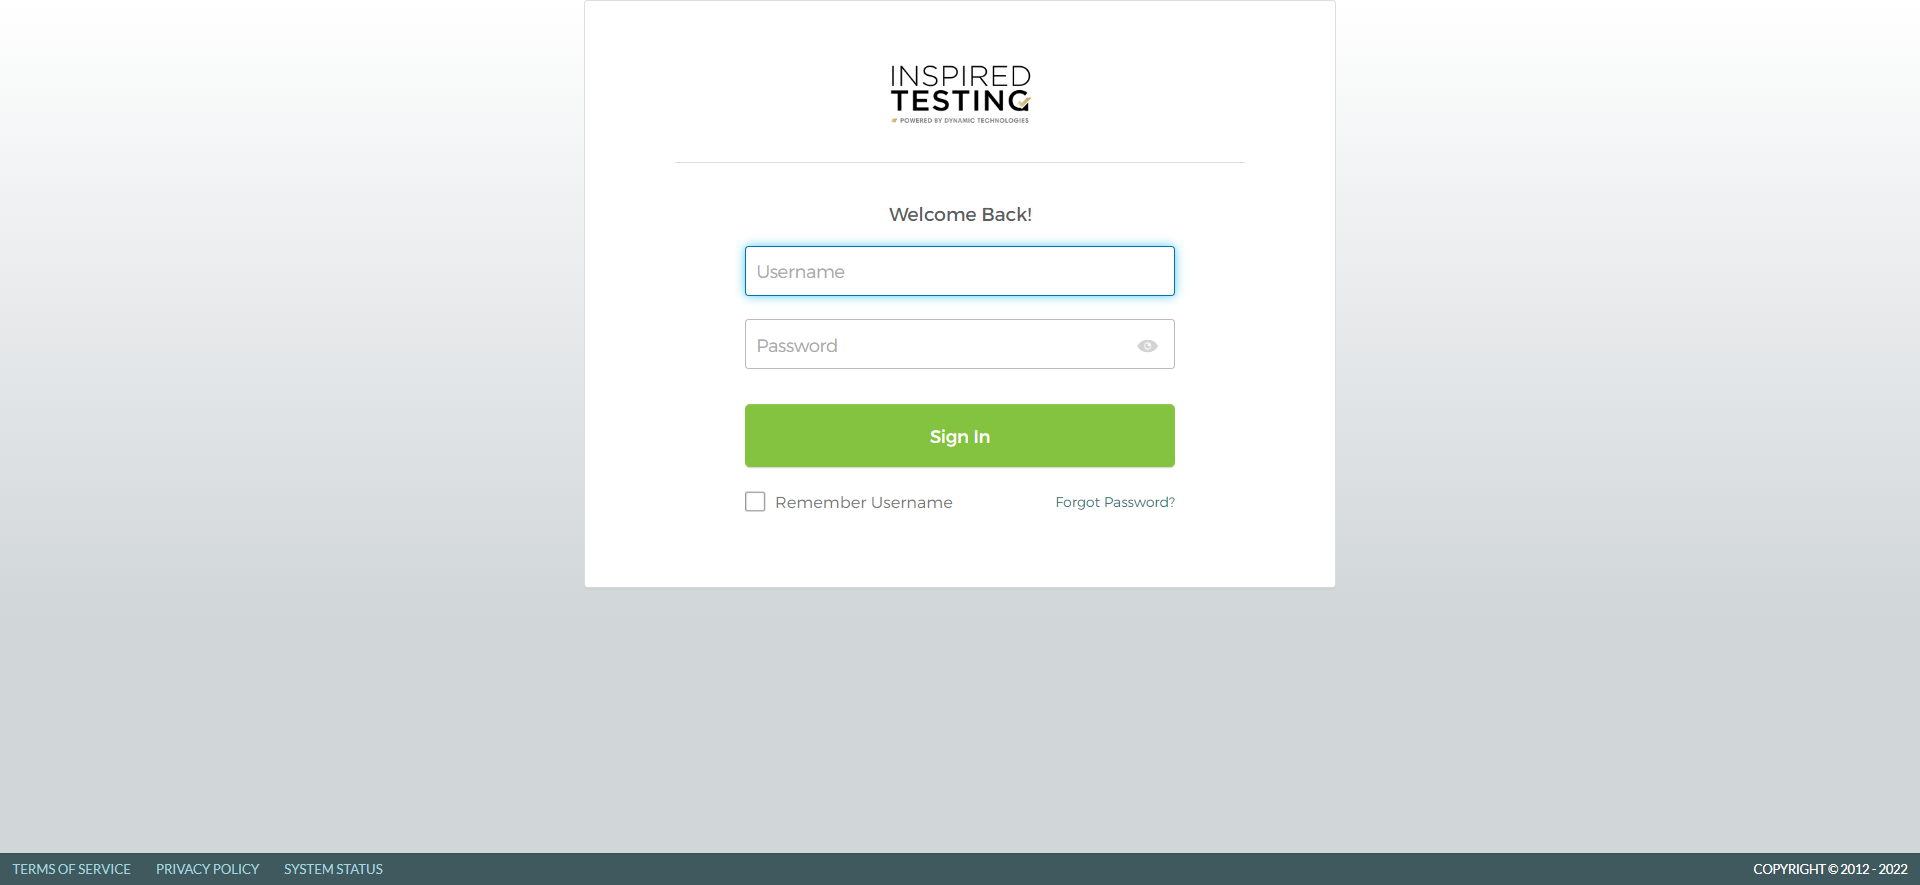 INSPIRED
TESTING
POWERED BY DYNAMIC TECHNOLOGIES
Welcome Back!
Username
Password
Sign In
Remember Username
Forgot Password?
TERMS OF SERVICE PRIVACY POLICY SYSTEM STATUS COPYRIGHT © 2012 - 2022